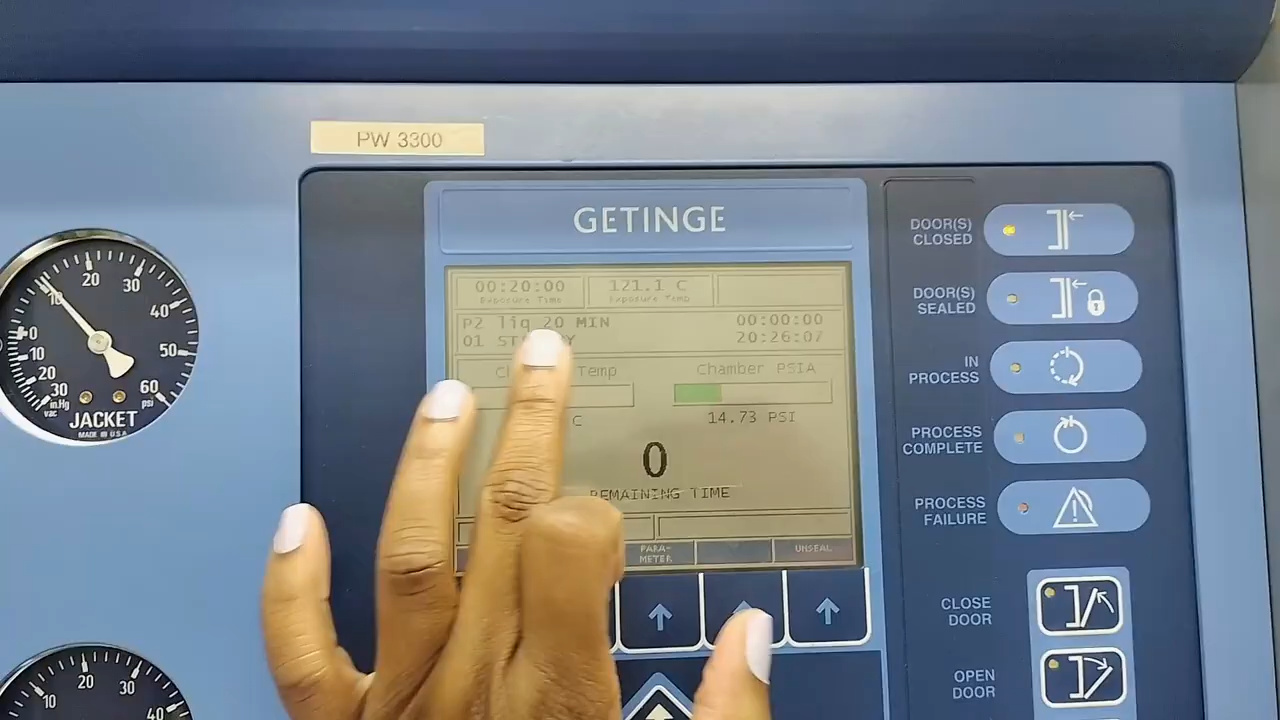 PW 3300
GETINGE
00:20:00
Exposure Time
121.1 C
Exposure Temp
P2 liq 20 MIN
00:00:00
01
20:26:07
Temp
Chamber PSIA
C
14.73 PSI
0
REMAINING TIME
PARA-
METER
UNSEAL
DOOR(S)
CLOSED
DOOR(S)
SEALED
IN
PROCESS
PROCESS
COMPLETE
PROCESS
FAILURE
CLOSE
DOOR
OPEN
DOOR
10
20
30
40
50
60
psi
0
10
20
30
in.Hg
vac
JACKET
MADE IN U.S.A
10
20
30
40